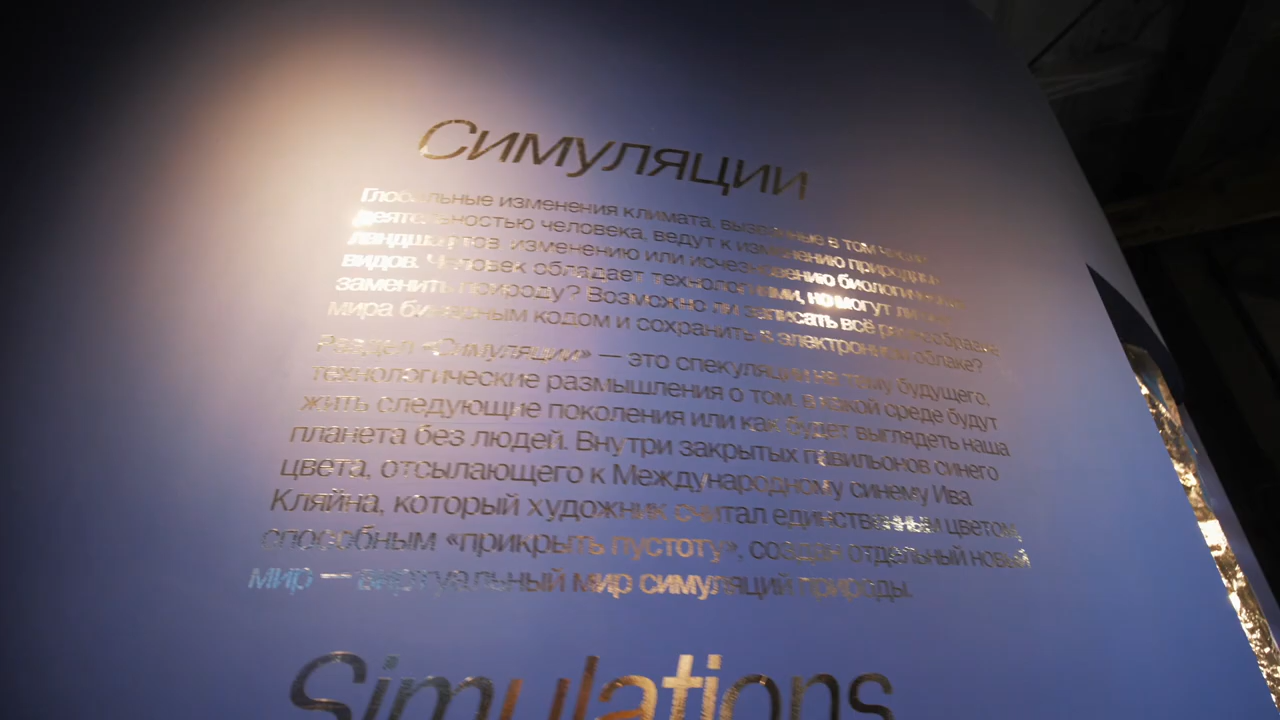 Симуляции
Глобальные изменения климата, вызванные в том числе
деятельностью человека, ведут к изменению природных
ландшафтов, изменению или исчезновению биологических
видов. Человек обладает технологиями, но могут ли они
заменить природу? Возможно ли записать всё разнообразие
мира бинарным кодом и сохранить в электронном облаке?
Раздел «Симуляции» — это спекуляции на тему будущего,
технологические размышления о том, в какой среде будут
жить следующие поколения или как будет выглядеть наша
планета без людей. Внутри закрытых павильонов синего
цвета, отсылающего к Международному синему Ива
Кляйна, который художник считал единственным цветом,
способным «прикрыть пустоту», создан отдельный новый
мир — виртуальный мир симуляций природы.
Simulations